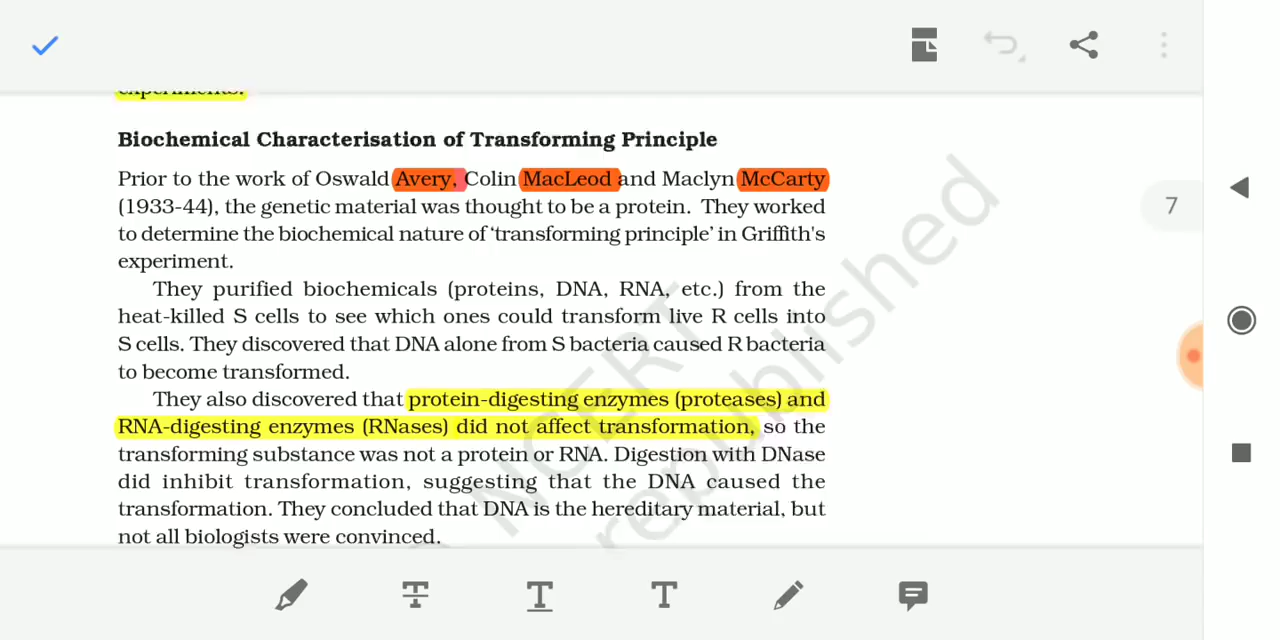 experiments.
Biochemical Characterisation of Transforming Principle
Prior to the work of Oswald Avery, Colin MacLeod and Maclyn McCarty
(1933-44), the genetic material was thought to be a protein. They worked
to determine the biochemical nature of ‘transforming principle’ in Griffith's
experiment.
They purified biochemicals (proteins, DNA, RNA, etc.) from the
heat-killed S cells to see which ones could transform live R cells into
S cells. They discovered that DNA alone from S bacteria caused R bacteria
to become transformed.
They also discovered that protein-digesting enzymes (proteases) and
RNA-digesting enzymes (RNases) did not affect transformation, so the
transforming substance was not a protein or RNA. Digestion with DNase
did inhibit transformation, suggesting that the DNA caused the
transformation. They concluded that DNA is the hereditary material, but
not all biologists were convinced.
7
NCERT
republished
T
T
T